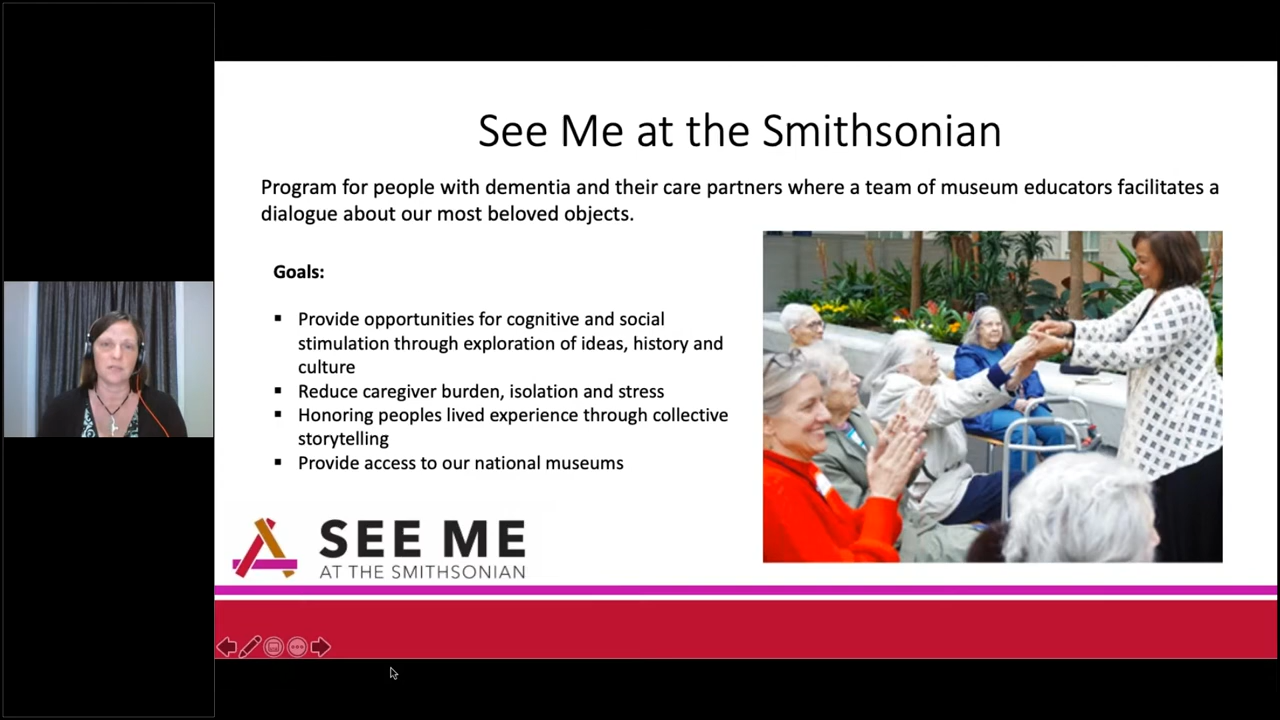 See Me at the Smithsonian
Program for people with dementia and their care partners where a team of museum educators facilitates a
dialogue about our most beloved objects.
Goals:
▪ Provide opportunities for cognitive and social
stimulation through exploration of ideas, history and
culture
▪ Reduce caregiver burden, isolation and stress
▪ Honoring peoples lived experience through collective
storytelling
▪ Provide access to our national museums
SEE ME
AT THE SMITHSONIAN